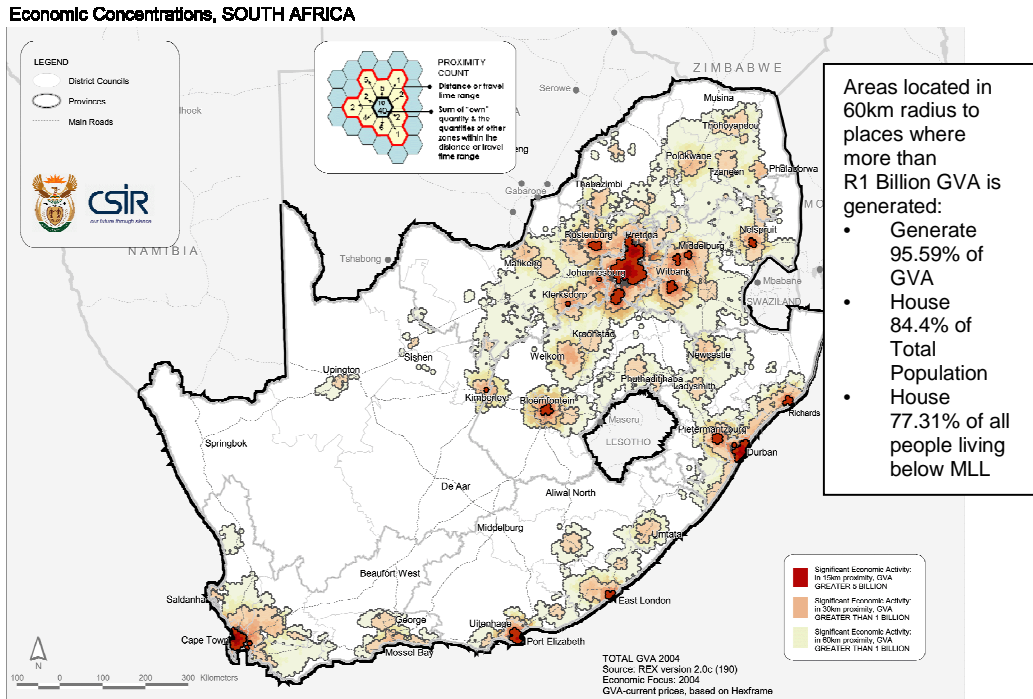 Economic Concentrations, SOUTH AFRICA
LEGEND
District Councils
Provinces
Main Roads
CSIR
our future through science
PROXIMITY
COUNT
Distance or travel
time range
Sum of "own"
quantity & the
quantities of other
zones within the
distance or travel
time range
Areas located in
60km radius to
places where
more than
R1 Billion GVA is
generated:
• Generate
95.59% of
GVA
• House
84.4% of
Total
Population
• House
77.31% of all
people living
below MLL
ZIMBABWE
Serowe
Musina
Thohoyandou
Polokwane
Tzaneen
Phalaborwa
Gaborone
Thabazimbi
NAMIBIA
Tshabong
Rustenburg
Pretoria
Middelburg
Nelspruit
Mafikeng
Johannesburg
Witbank
Mbabane
SWAZILAND
Klerksdorp
Kroonstad
Sishen
Welkom
Newcastle
Upington
Phuthaditjhaba
Ladysmith
Kimberley
Bloemfontein
Maseru
Richards
LESOTHO
Pietermaritzburg
Springbok
Durban
De Aar
Aliwal North
Middelburg
Umtata
Beaufort West
Saldanha
East London
George
Uitenhage
Cape Town
Mossel Bay
Port Elizabeth
Significant Economic Activity:
in 15km proximity, GVA
GREATER 5 BILLION
Significant Economic Activity:
in 30km proximity, GVA
GREATER THAN 1 BILLION
Significant Economic Activity:
in 60km proximity, GVA
GREATER THAN 1 BILLION
N
100 50 0 100 200 300 Kilometers
TOTAL GVA 2004
Source: REX version 2.0c (190)
Economic Focus: 2004
GVA-current prices, based on Hexframe